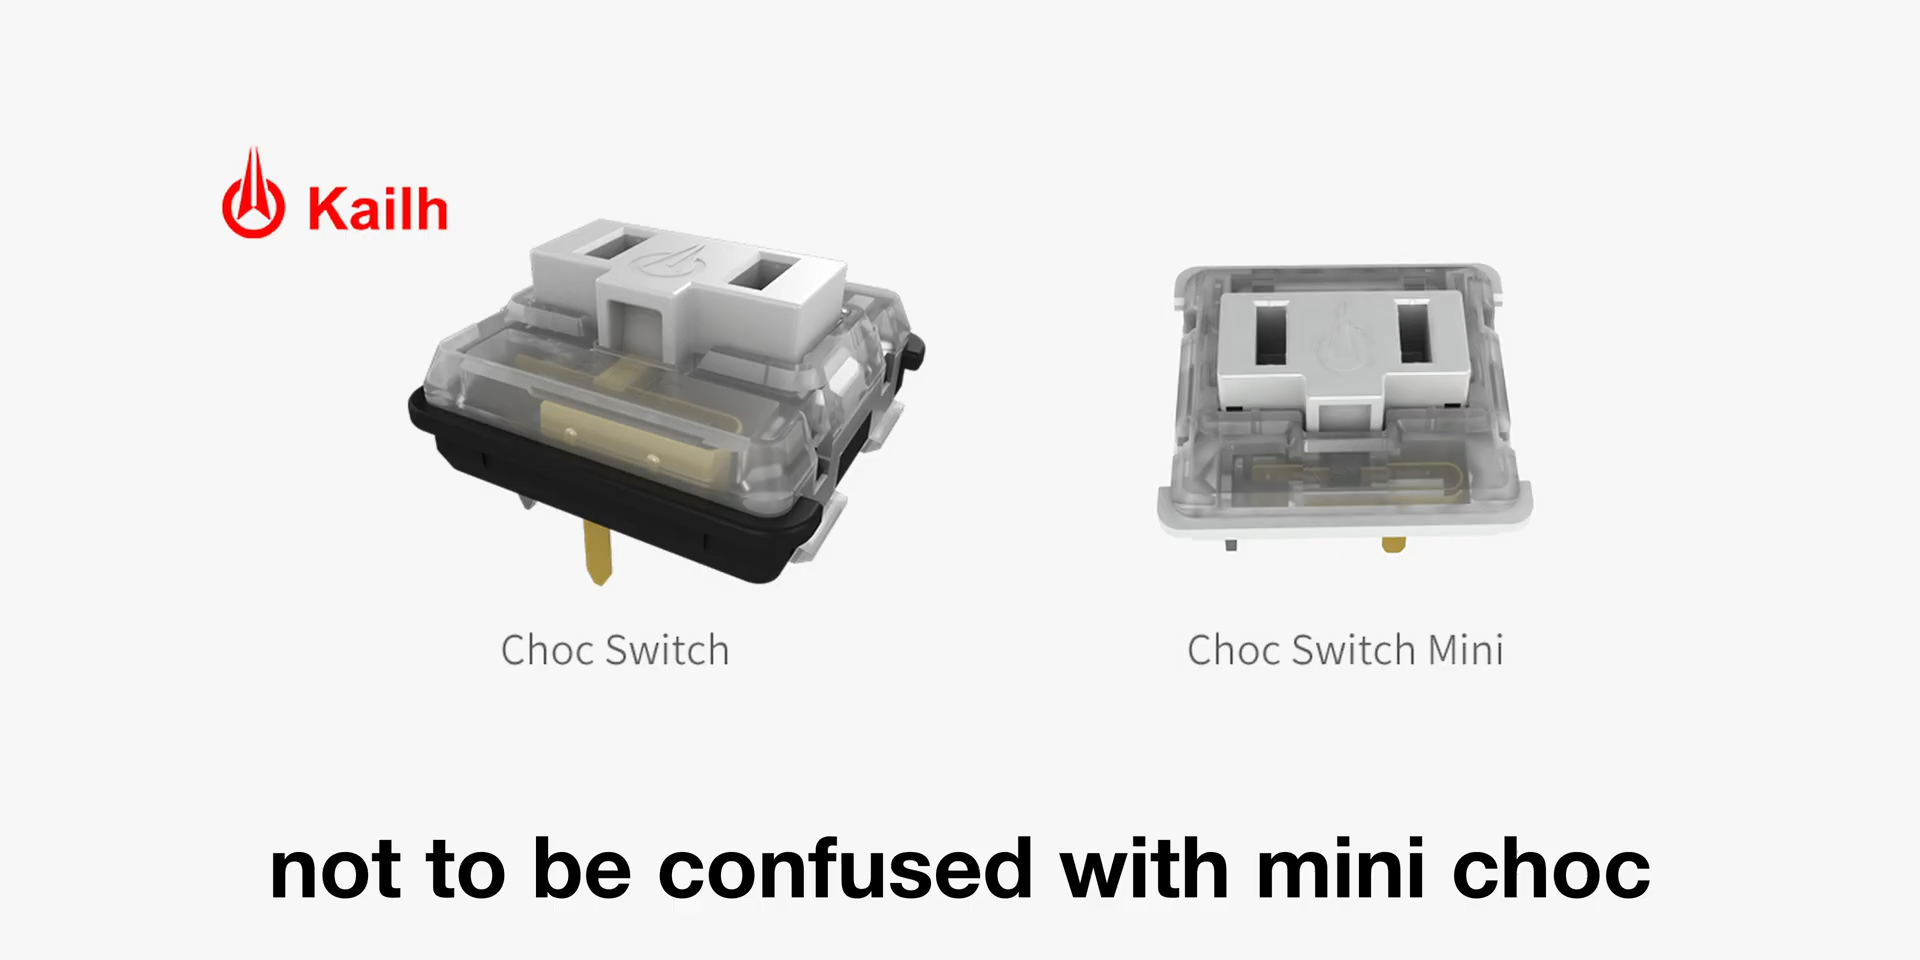 Kailh
Choc Switch
Choc Switch Mini
not to be confused with mini choc